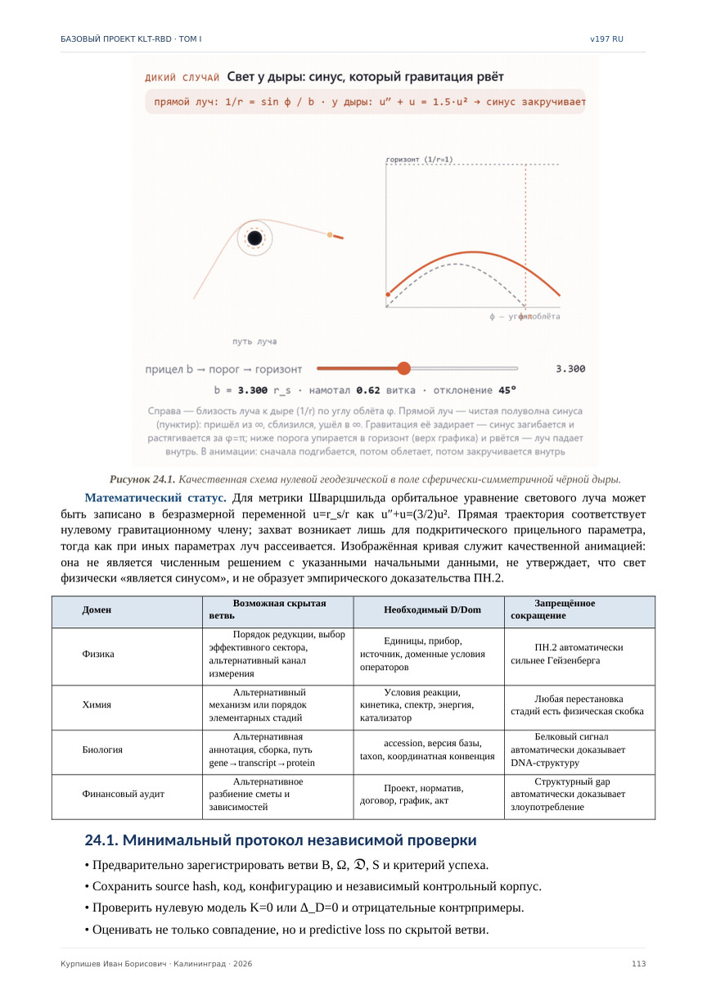 БАЗОВЫЙ ПРОЕКТ KLT-RBD · ТОМ I
v197 RU
ДИКИЙ СЛУЧАЙ Свет у дыры: синус, который гравитация рвёт
прямой луч: 1/r = sin ϕ / b · у дыры: u″ + u = 1.5·u² → синус закручивает
горизонт (1/r=1)
ϕ — угол облёта
путь луча
прицел b → порог → горизонт
3.300
b = 3.300 r_s · намотал 0.62 витка · отклонение 45°
Справа — близость луча к дыре (1/r) по углу облёта φ. Прямой луч — чистая полуволна синуса
(пунктир): пришёл из ∞, сблизился, ушёл в ∞. Гравитация её задирает — синус загибается и
растягивается за φ=π; ниже порога упирается в горизонт (верх графика) и рвётся — луч падает
внутрь. В анимации: сначала подгибается, потом облетает, потом закручивается внутрь
Рисунок 24.1. Качественная схема нулевой геодезической в поле сферически-симметричной чёрной дыры.
Математический статус. Для метрики Шварцшильда орбитальное уравнение светового луча может
быть записано в безразмерной переменной u=r_s/r как u″+u=(3/2)u². Прямая траектория соответствует
нулевому гравитационному члену; захват возникает лишь для подкритического прицельного параметра,
тогда как при иных параметрах луч рассеивается. Изображённая кривая служит качественной анимацией:
она не является численным решением с указанными начальными данными, не утверждает, что свет
физически «является синусом», и не образует эмпирического доказательства ПН.2.
Домен
Возможная скрытая
ветвь
Необходимый D/Dom
Запрещённое
сокращение
Физика
Порядок редукции, выбор
эффективного сектора,
альтернативный канал
измерения
Единицы, прибор,
источник, доменные условия
операторов
ПН.2 автоматически
сильнее Гейзенберга
Химия
Альтернативный
механизм или порядок
элементарных стадий
Условия реакции,
кинетика, спектр, энергия,
катализатор
Любая перестановка
стадий есть физическая скобка
Биология
Альтернативная
аннотация, сборка, путь
gene→transcript→protein
accession, версия базы,
taxon, координатная конвенция
Белковый сигнал
автоматически доказывает
DNA-структуру
Финансовый аудит
Альтернативное
разбиение сметы и
зависимостей
Проект, норматив,
договор, график, акт
Структурный gap
автоматически доказывает
злоупотребление
24.1. Минимальный протокол независимой проверки
• Предварительно зарегистрировать ветви B, Ω, 𝔇, S и критерий успеха.
• Сохранить source hash, код, конфигурацию и независимый контрольный корпус.
• Проверить нулевую модель K=0 или Δ_D=0 и отрицательные контрпримеры.
• Оценивать не только совпадение, но и predictive loss по скрытой ветви.
Курпишев Иван Борисович · Калининград · 2026
113